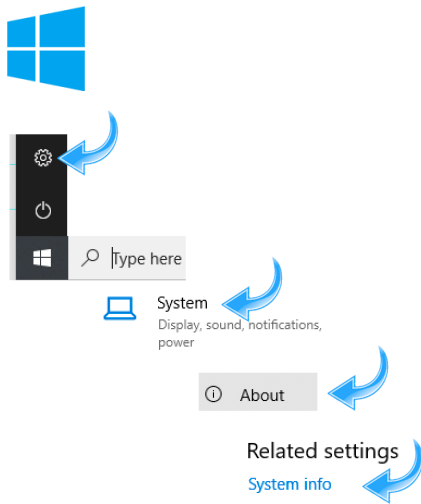 Type here
System
Display, sound, notifications,
power
About
Related settings
System info